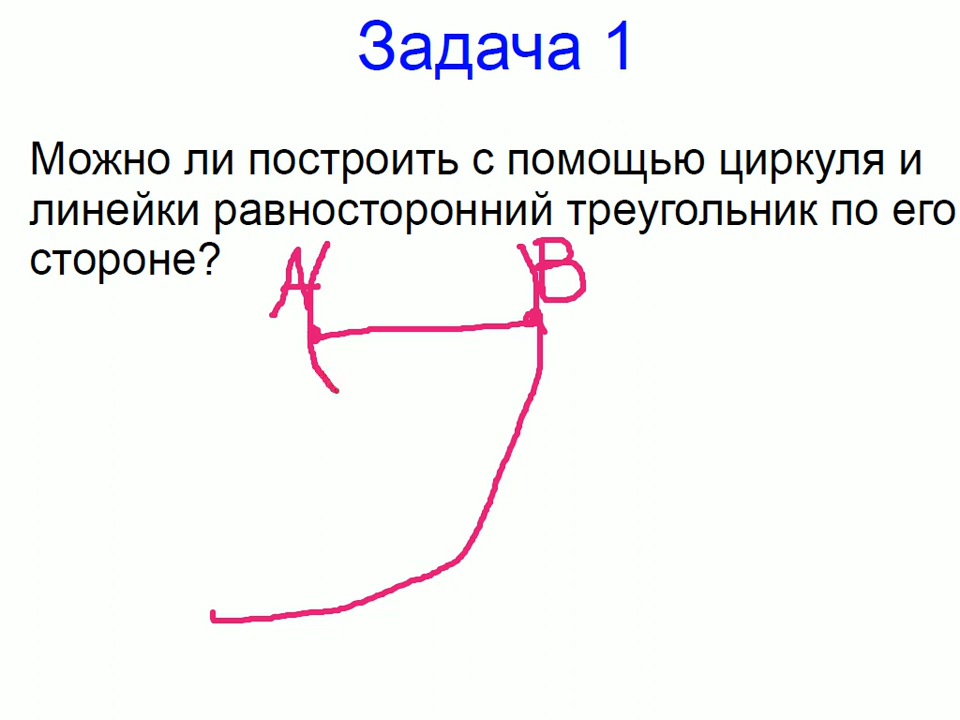 Задача 1
Можно ли построить с помощью циркуля и
линейки равносторонний треугольник по его
стороне?
A B